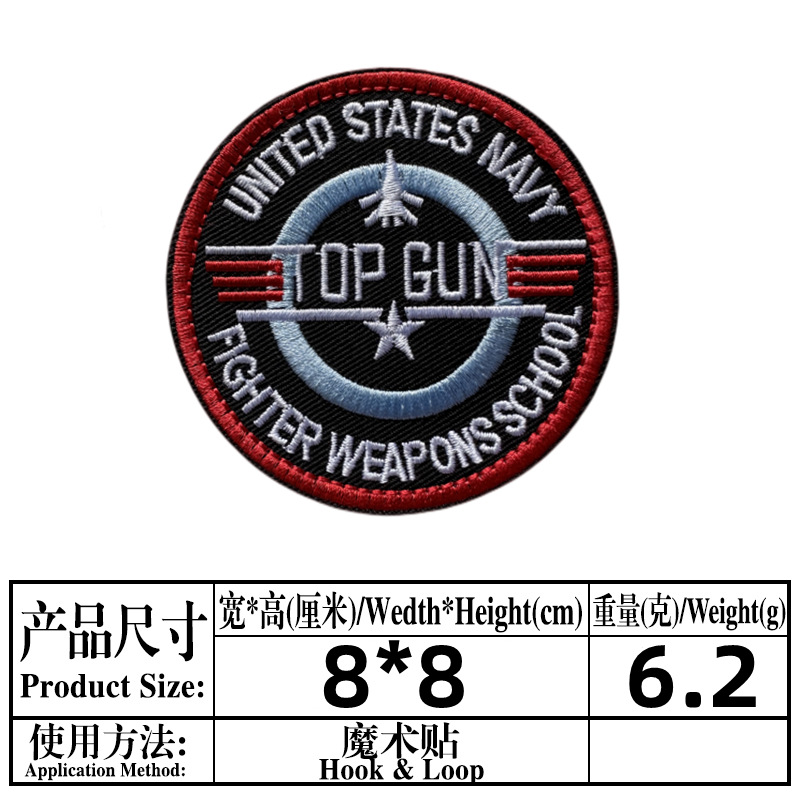 UNITED STATES NAVY
TOP GUN
FIGHTER WEAPONS SCHOOL
产品尺寸
Product Size:
宽*高(厘米)/Wedth*Height(cm)
重量(克)/Weight(g)
8*8
6.2
使用方法:
Application Method:
魔术贴
Hook & Loop